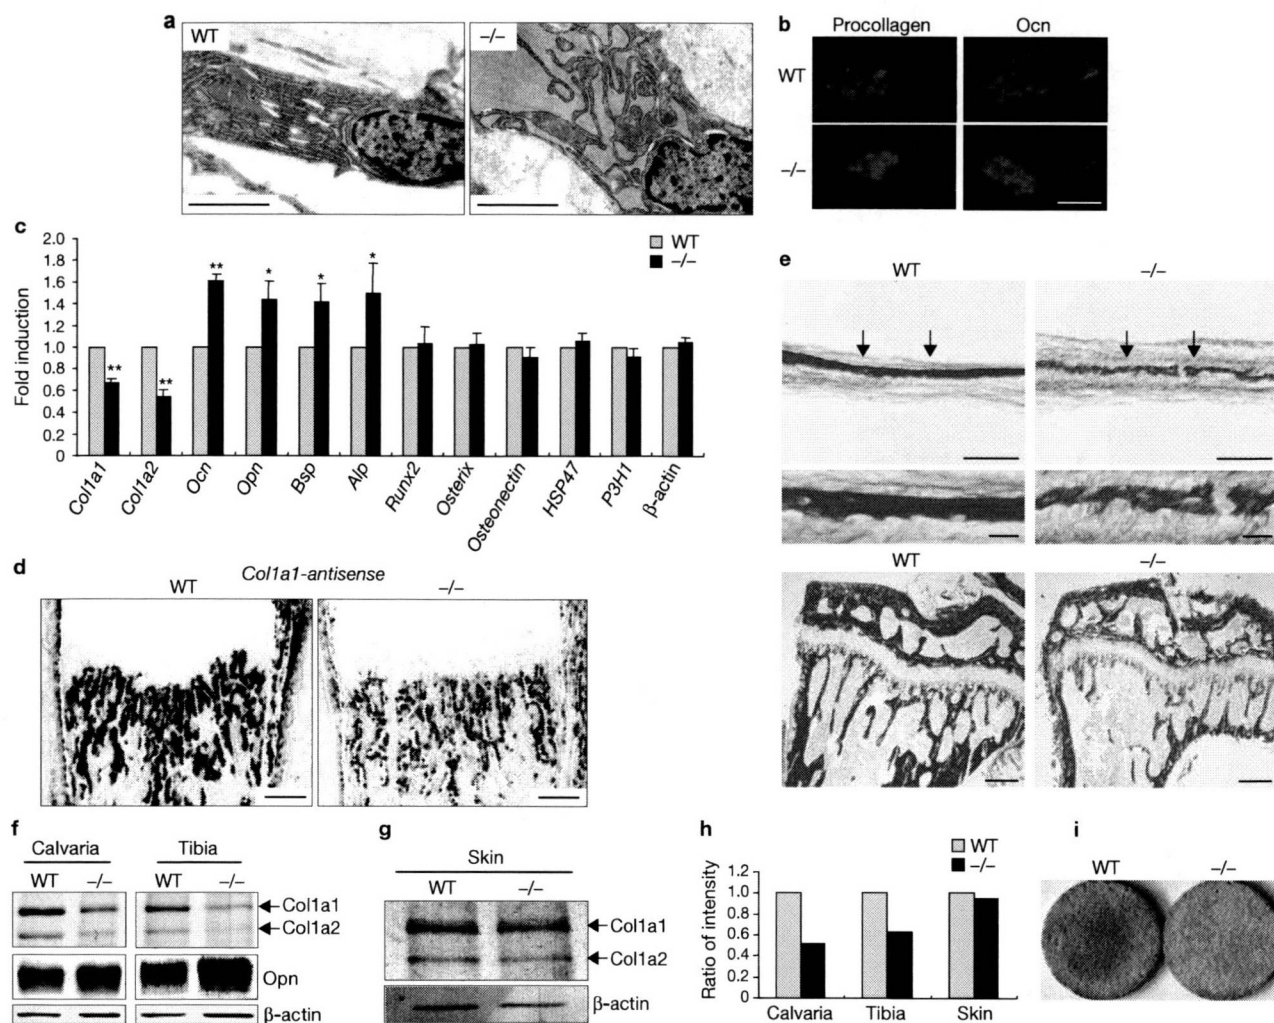 a
WT
–/–
b
Procollagen Ocn
WT
–/–
c
Fold induction
2.0
1.8
1.6
1.4
1.2
1.0
0.8
0.6
0.4
0.2
0
WT
–/–
** ** ** * * *
Col1a1 Col1a2 Ocn Opn Bsp Alp Runx2 Osterix Osteonectin HSP47 P3H1 β-actin
d
Col1a1-antisense
WT –/–
e
WT –/–
WT –/–
f
Calvaria Tibia
WT –/– WT –/–
Col1a1
Col1a2
Opn
β-actin
g
Skin
WT –/–
Col1a1
Col1a2
β-actin
h
WT
–/–
Ratio of intensity
1.2
1.0
0.8
0.6
0.4
0.2
0
Calvaria Tibia Skin
i
WT –/–